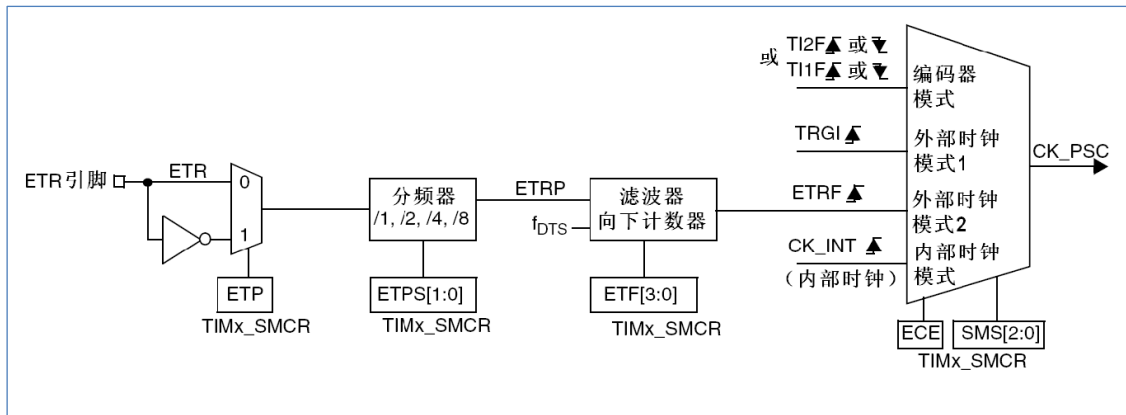 或 TI2F 或
TI1F 或
编码器
模式
TRGI
外部时钟
模式1
CK_PSC
ETR引脚
ETR
0
1
分频器
/1, /2, /4, /8
ETRP
fDTS
滤波器
向下计数器
ETRF
外部时钟
模式2
CK_INT
(内部时钟)
内部时钟
模式
ETP
TIMx_SMCR
ETPS[1:0]
TIMx_SMCR
ETF[3:0]
TIMx_SMCR
ECE
SMS[2:0]
TIMx_SMCR